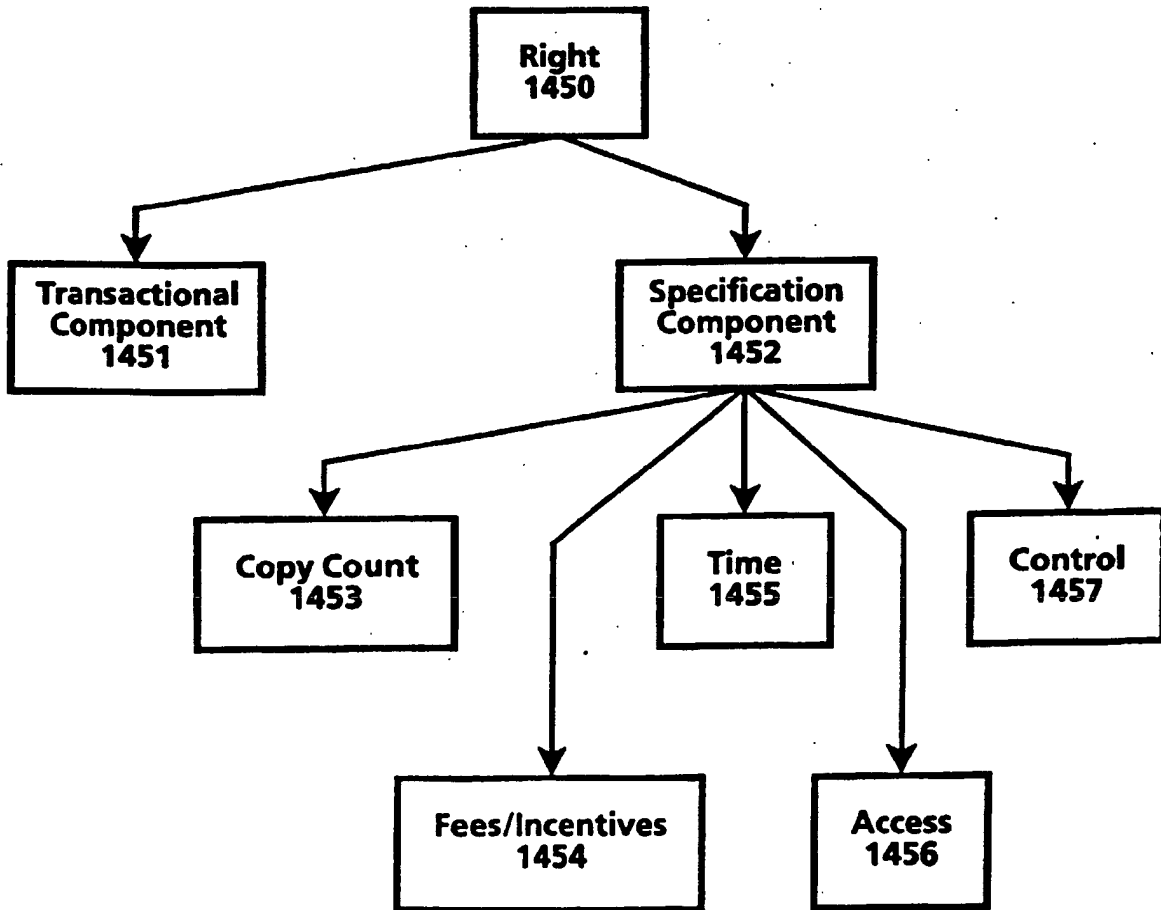 Right
1450
Transactional
Component
1451
Specification
Component
1452
Copy Count
1453
Time
1455
Control
1457
Fees/Incentives
1454
Access
1456